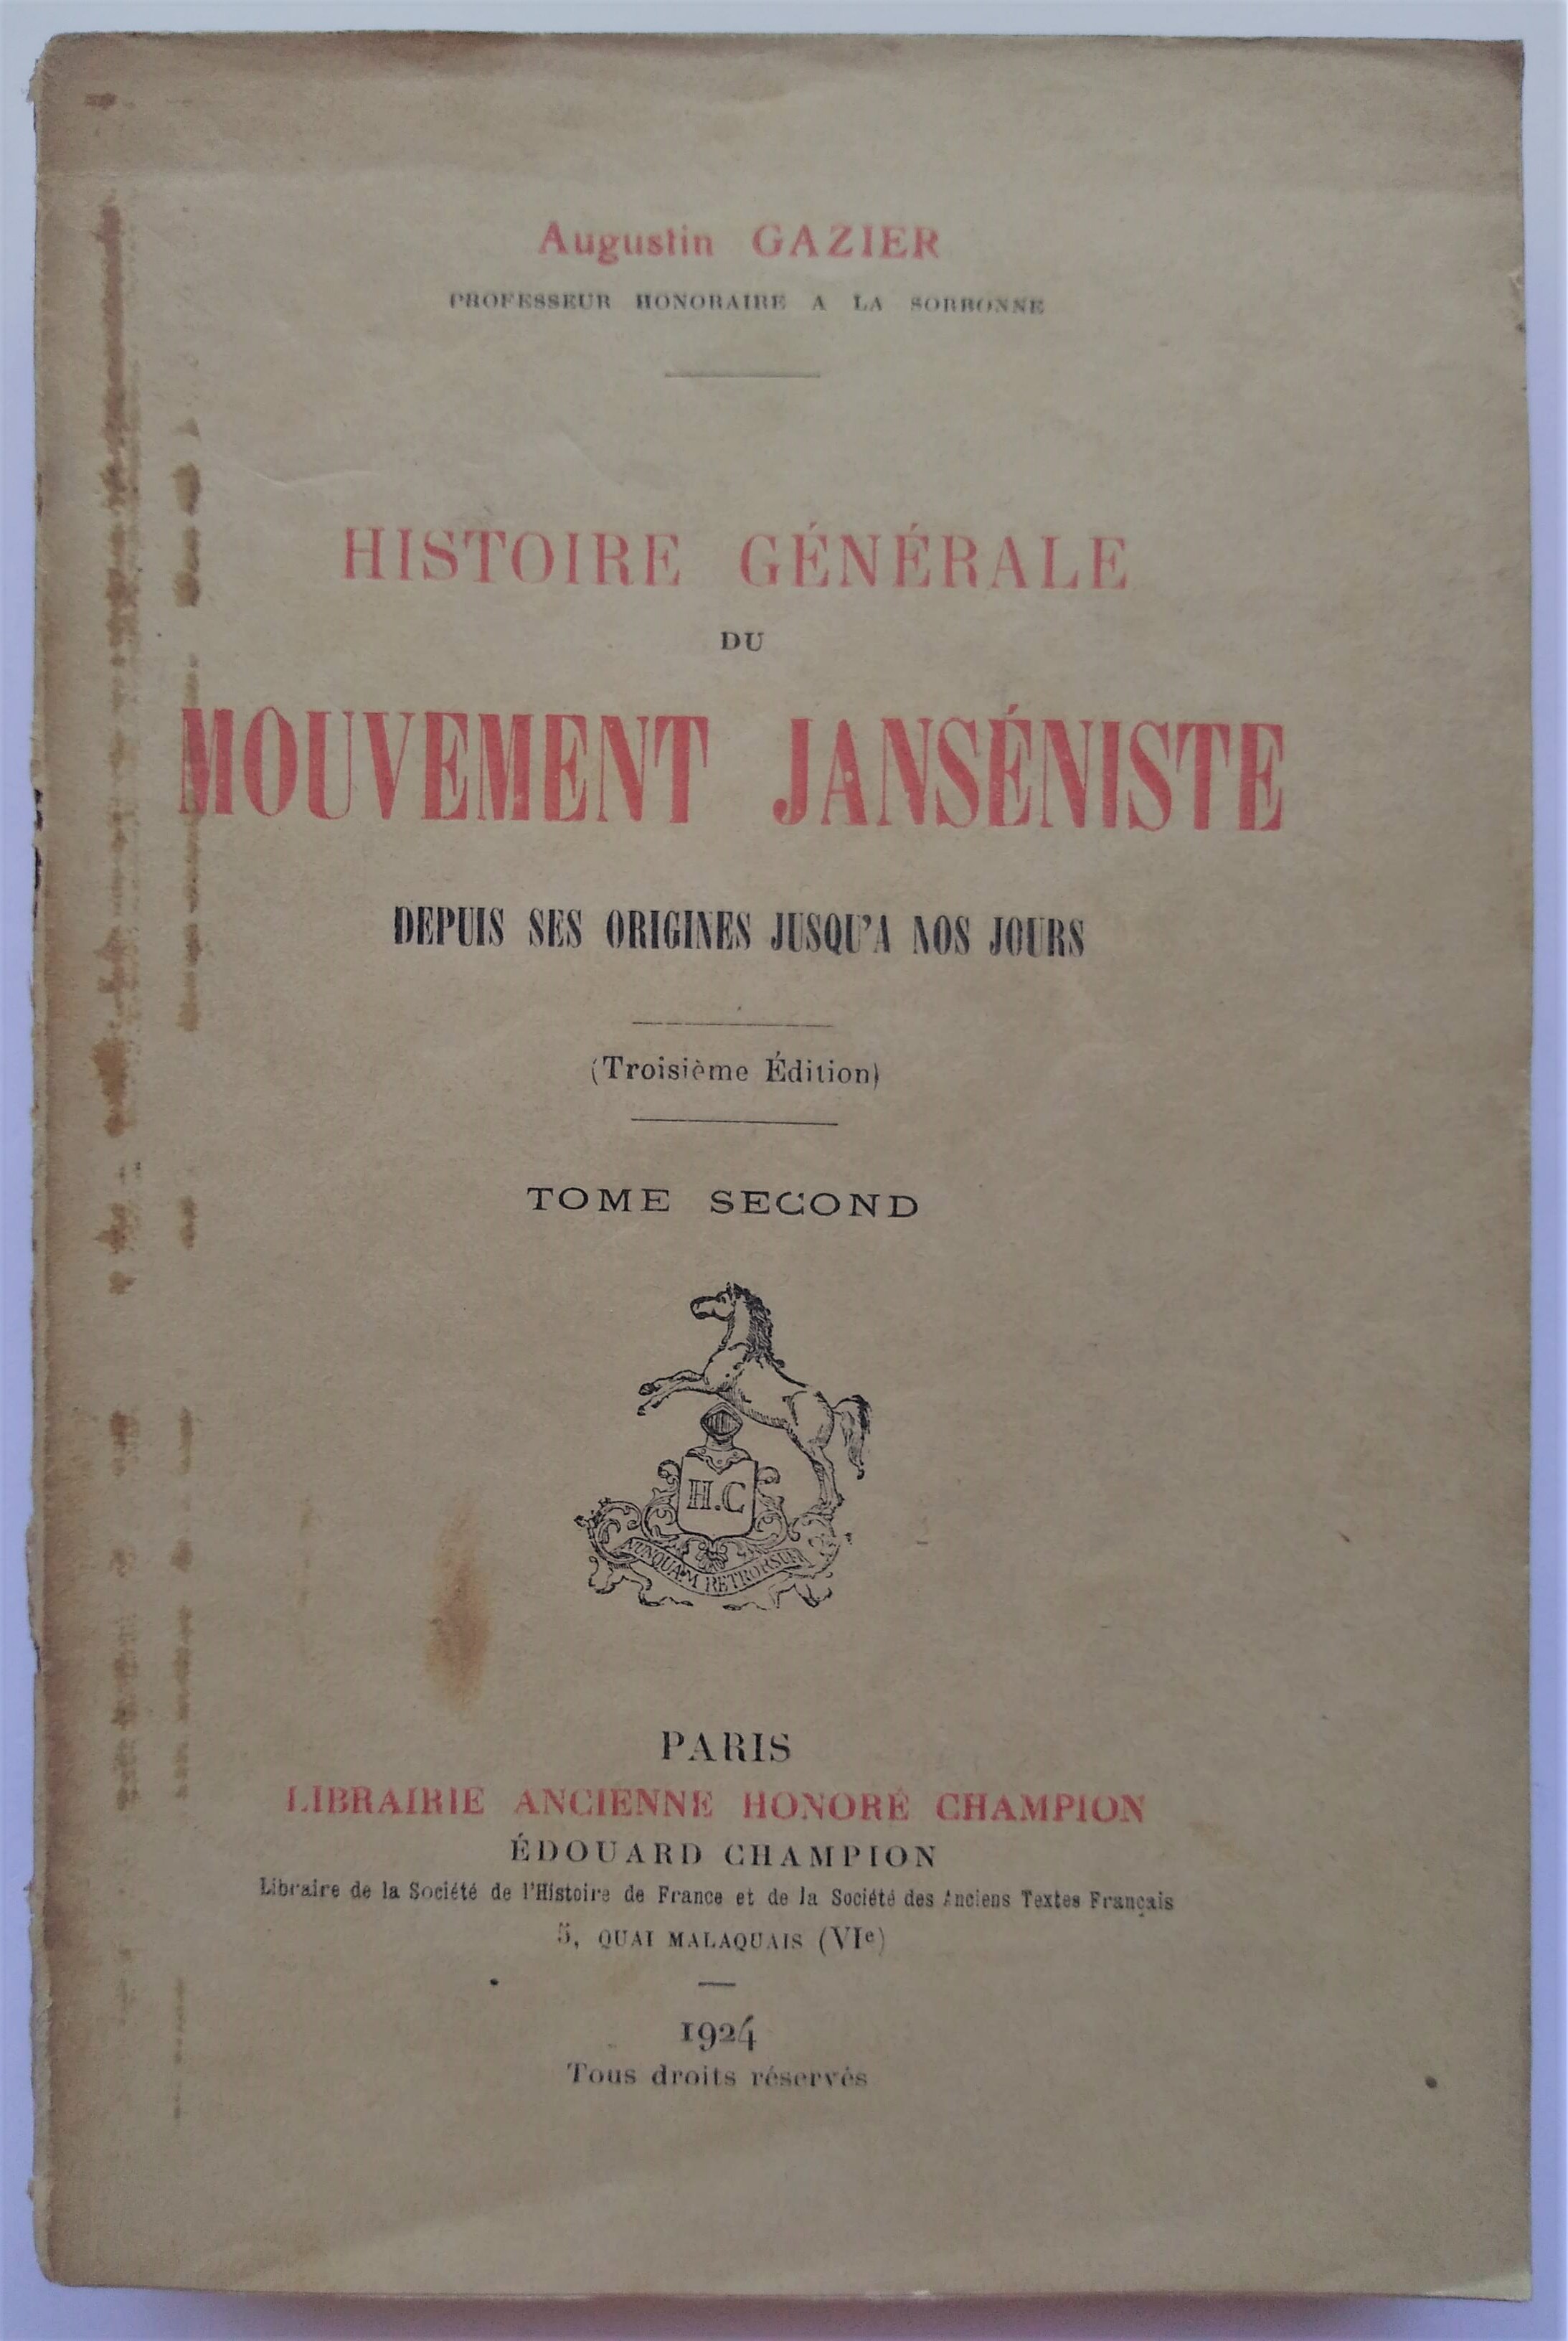 Augustin GAZIER
PROFESSEUR HONORAIRE A LA SORBONNE
HISTOIRE GÉNÉRALE
DU
MOUVEMENT JANSÉNISTE
DEPUIS SES ORIGINES JUSQU'A NOS JOURS
(Troisième Édition)
TOME SECOND
H.C
NUNQUAM RETRORSUM
PARIS
LIBRAIRIE ANCIENNE HONORÉ CHAMPION
ÉDOUARD CHAMPION
Libraire de la Société de l'Histoire de France et de la Société des Anciens Textes Français
5, QUAI MALAQUAIS (VIe)
1924
Tous droits réservés